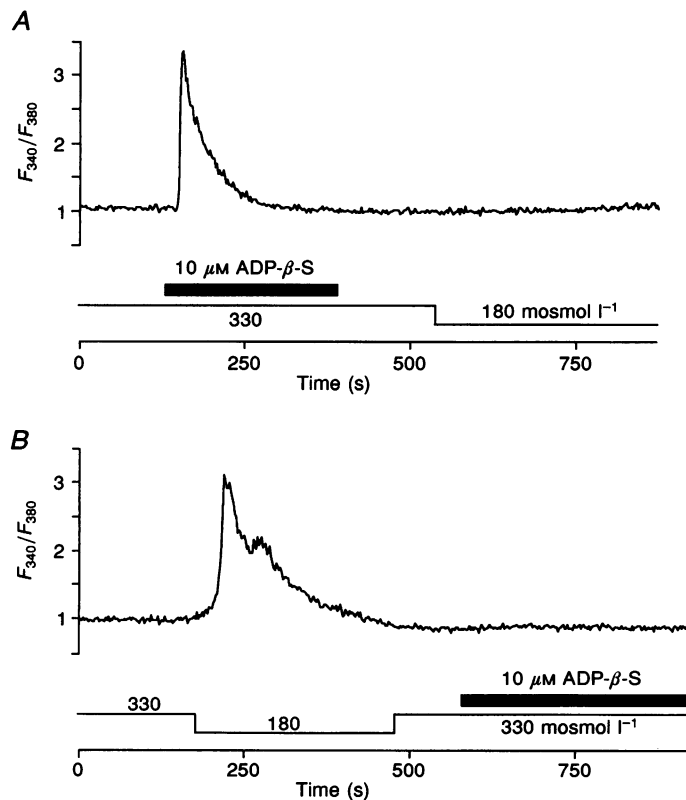 A
F340/F380
3
2
1
10 μM ADP-β-S
330
180 mosmol l⁻¹
0 250 500 750
Time (s)
B
F340/F380
3
2
1
10 μM ADP-β-S
330
180
330 mosmol l⁻¹
0 250 500 750
Time (s)